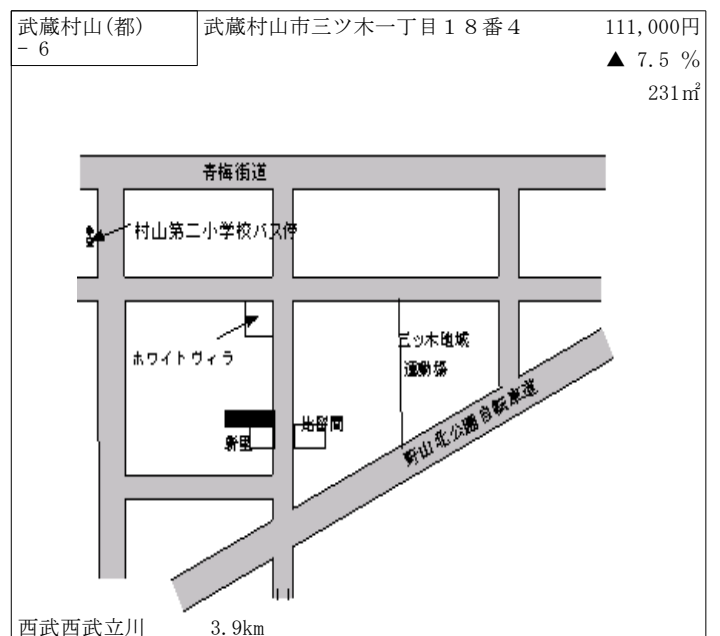 武蔵村山(都)
－6
武蔵村山市三ツ木一丁目１８番４
111,000円
▲ 7.5 %
231㎡
青梅街道
村山第二小学校バス停
ホワイトヴィラ
三ッ木地域
運動場
新里
野山北公園自転車道
西武西武立川 3.9km